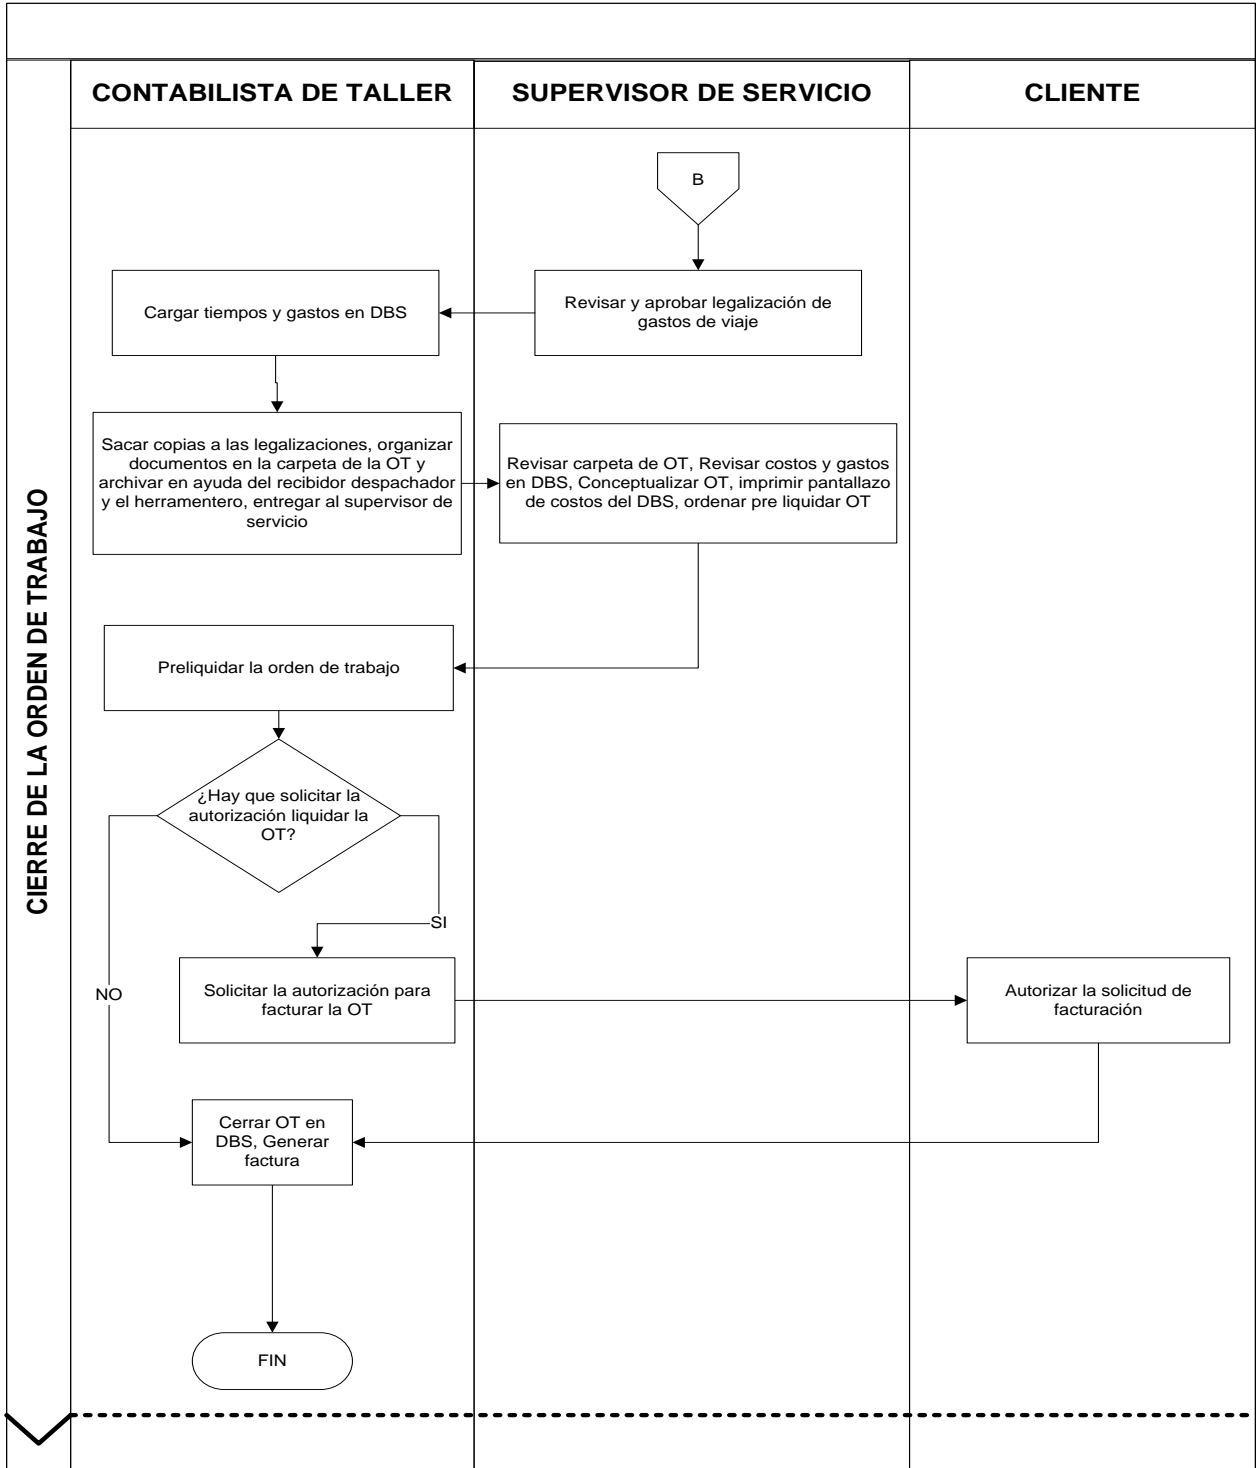 CONTABILISTA DE TALLER
SUPERVISOR DE SERVICIO
CLIENTE
CIERRE DE LA ORDEN DE TRABAJO
B
Revisar y aprobar legalización de
gastos de viaje
Cargar tiempos y gastos en DBS
Sacar copias a las legalizaciones, organizar
documentos en la carpeta de la OT y
archivar en ayuda del recibidor despachador
y el herramentero, entregar al supervisor de
servicio
Revisar carpeta de OT, Revisar costos y gastos
en DBS, Conceptualizar OT, imprimir pantallazo
de costos del DBS, ordenar pre liquidar OT
Preliquidar la orden de trabajo
¿Hay que solicitar la
autorización liquidar la
OT?
SI
NO
Solicitar la autorización para
facturar la OT
Autorizar la solicitud de
facturación
Cerrar OT en
DBS, Generar
factura
FIN